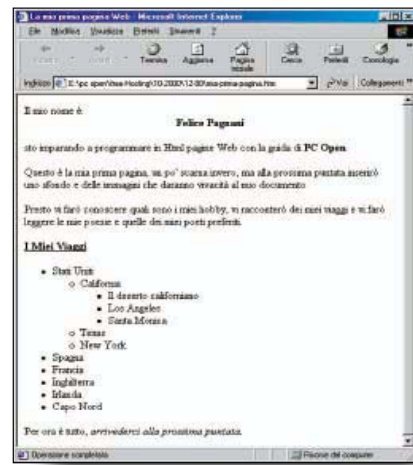 La mia prima pagina Web - Microsoft Internet Explorer
File Modifica Visualizza Preferiti Strumenti ?
Termina Aggiorna Pagina iniziale Cerca Preferiti Cronologia
Indirizzo Vai Collegamenti
Il mio nome è
Felice Pagnani
sto imparando a programmare in Html pagine Web con la guida di PC Open.
Questo è la mia prima pagina, un po' scarna invero, ma alla prossima puntata inserirò
uno sfondo e delle immagini che daranno vivacità al mio documento
Presto vi farò conoscere quali sono i miei hobby, vi racconterò dei miei viaggi e vi farò
leggere le mie poesie e quelle dei miei poeti preferiti.
I Miei Viaggi
Stati Uniti
California
Il deserto californiano
Los Angeles
Santa Monica
Texas
New York
Spagna
Francia
Inghilterra
Irlanda
Capo Nord
Per ora è tutto, arrivederci alla prossima puntata.
Operazione completata Risorse del computer